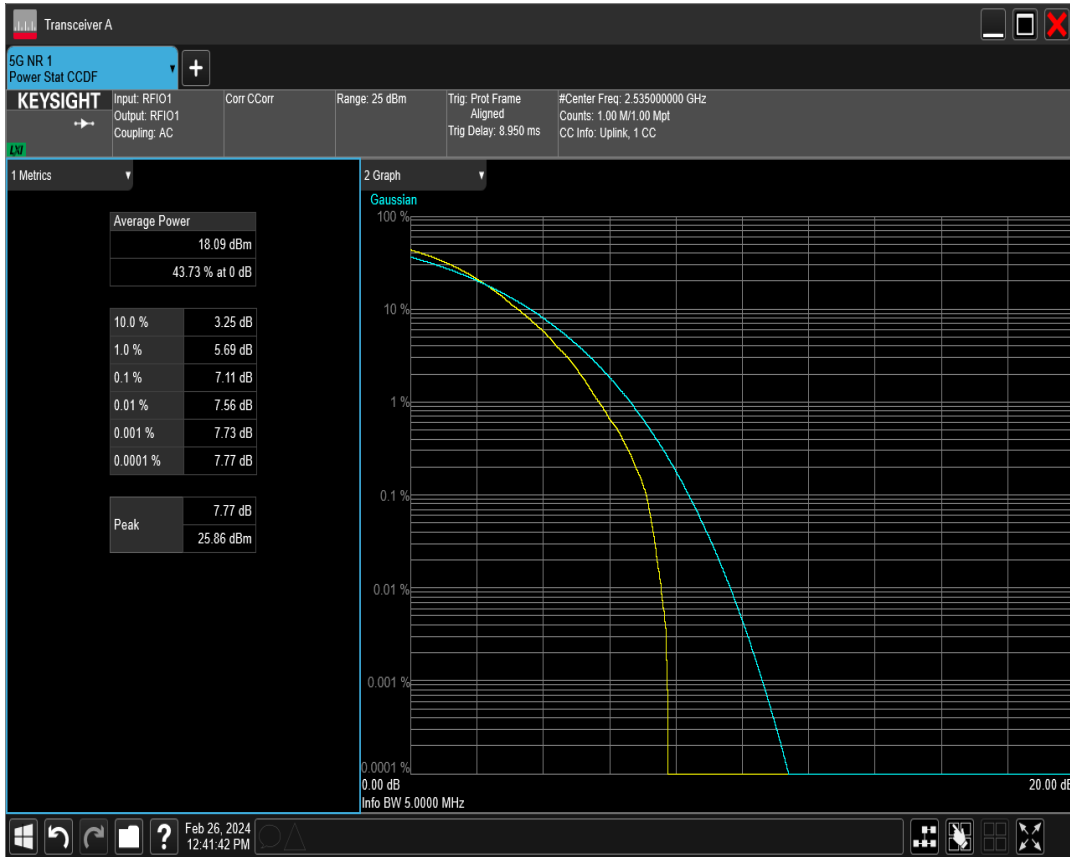 Transceiver A
5G NR 1
Power Stat CCDF
KEYSIGHT
LXI
Input: RFIO1
Output: RFIO1
Coupling: AC
Corr CCorr
Range: 25 dBm
Trig: Prot Frame
Aligned
Trig Delay: 8.950 ms
#Center Freq: 2.535000000 GHz
Counts: 1.00 M/1.00 Mpt
CC Info: Uplink, 1 CC
1 Metrics
Average Power
18.09 dBm
43.73 % at 0 dB
10.0 % 3.25 dB
1.0 % 5.69 dB
0.1 % 7.11 dB
0.01 % 7.56 dB
0.001 % 7.73 dB
0.0001 % 7.77 dB
Peak
7.77 dB
25.86 dBm
2 Graph
Gaussian
100 %
10 %
1 %
0.1 %
0.01 %
0.001 %
0.0001 %
0.00 dB 20.00 dB
Info BW 5.0000 MHz
?
Feb 26, 2024
12:41:42 PM